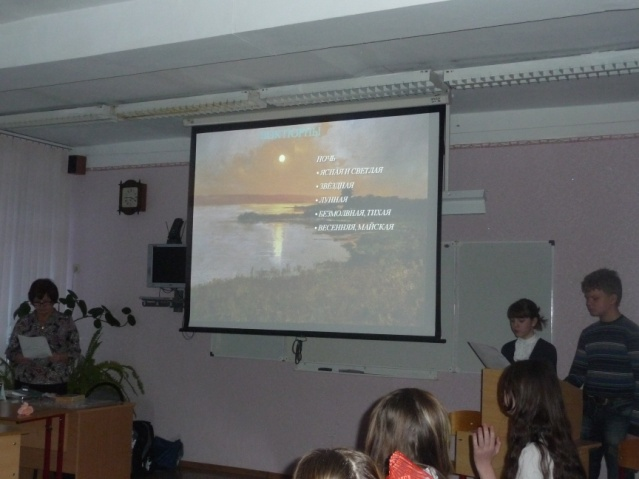 НОЧЬ
• ЯСНАЯ И СВЕТЛАЯ
• ЗВЕЗДНАЯ
• ЛУННАЯ
• БЕЗМОЛВНАЯ, ТИХАЯ
• ВЕСЕННЯЯ, МАЙСКАЯ